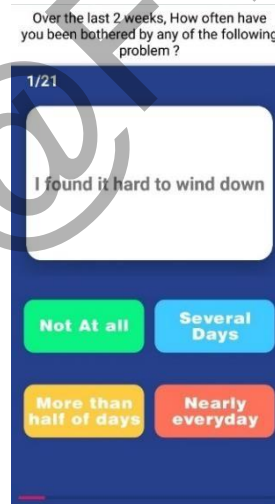 Over the last 2 weeks, How often have
you been bothered by any of the following
problem ?
1/21
I found it hard to wind down
Not At all
Several
Days
More than
half of days
Nearly
everyday